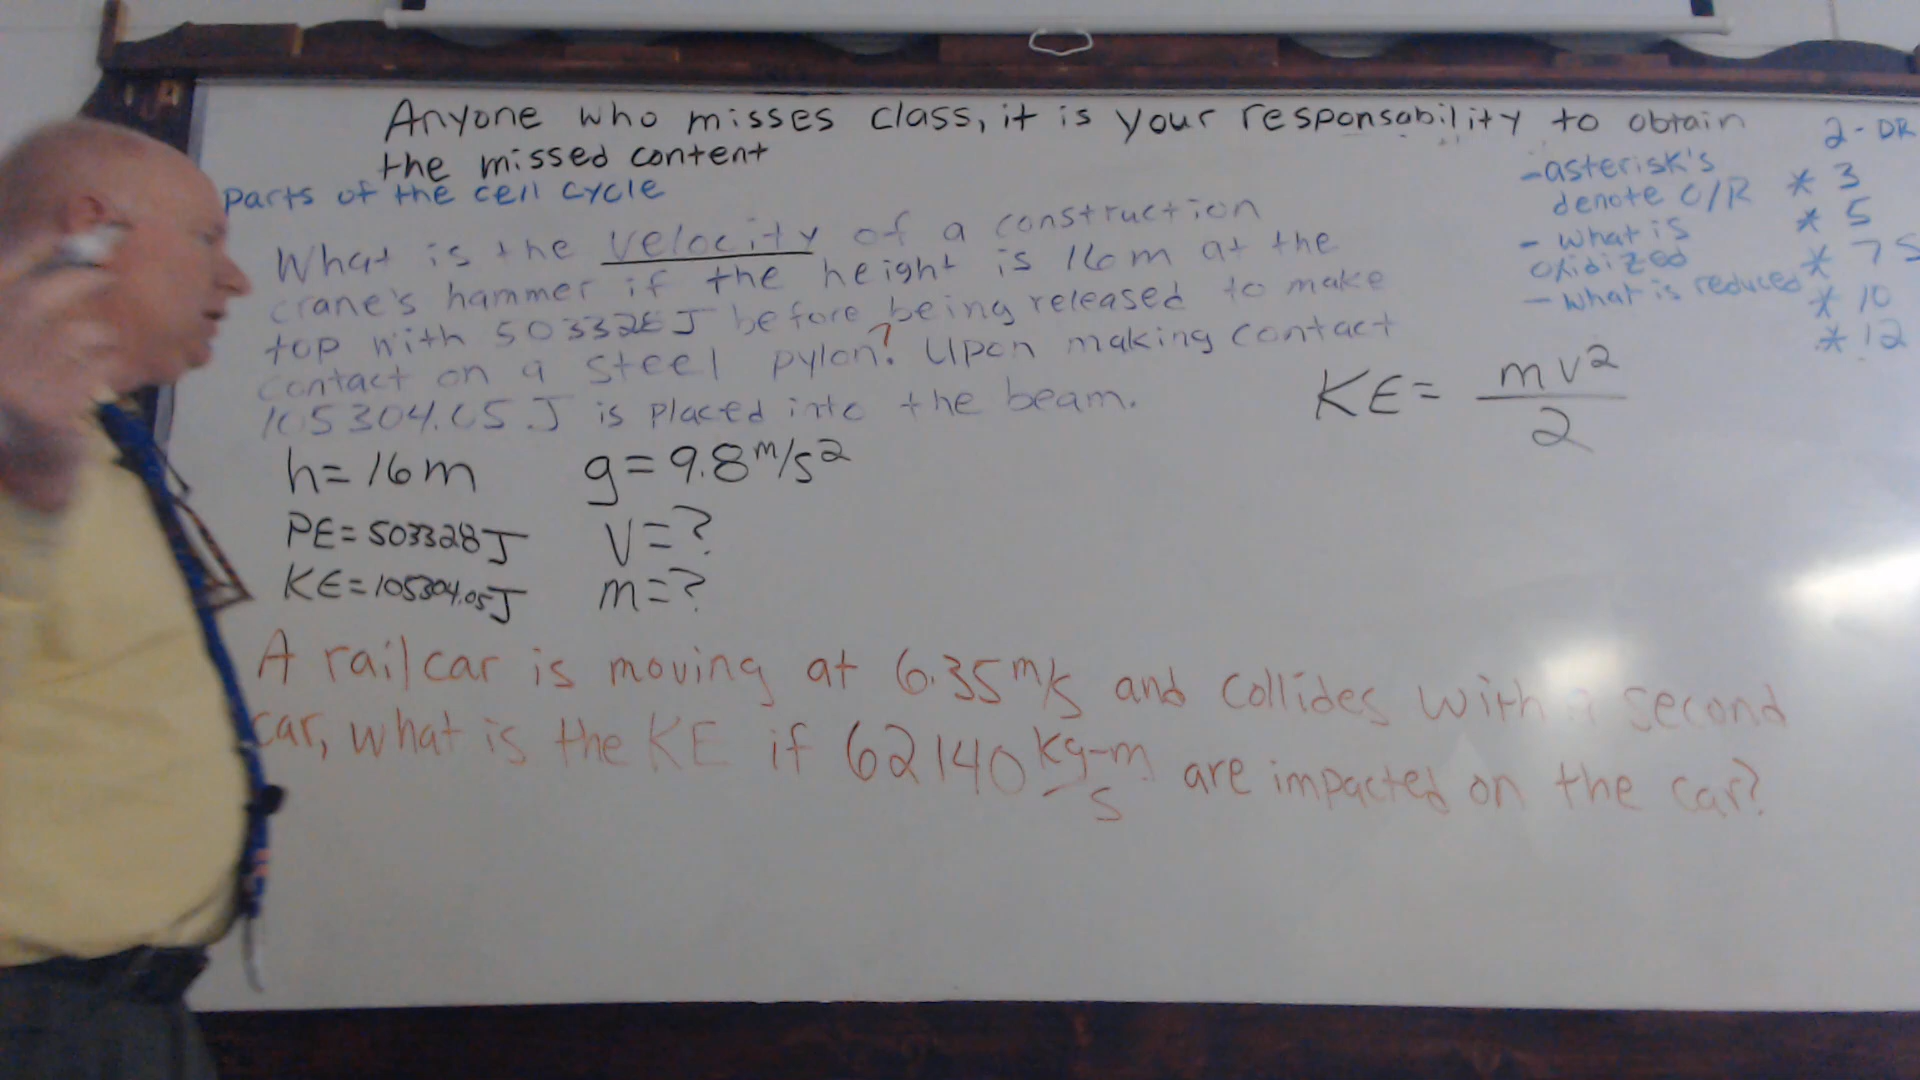 Anyone who misses class, it is your responsability to obtain
the missed content
parts of the cell cycle
What is the velocity of a construction
crane's hammer if the height is 16m at the
top with 503328J before being released to make
contact on a steel pylon? Upon making contact
105304.05J is placed into the beam.
h=16m g=9.8m/s2
PE=503328J v=?
KE=105304.05J m=?
A railcar is moving at 6.35m/s and collides with a second
car, what is the KE if 62140 kg-m/s are impacted on the car?
KE= mv²/2
-asterisk's
denote O/R
- what is
oxidized
- what is reduced
2-DR
* 3
* 5
* 7 S
* 10
* 12